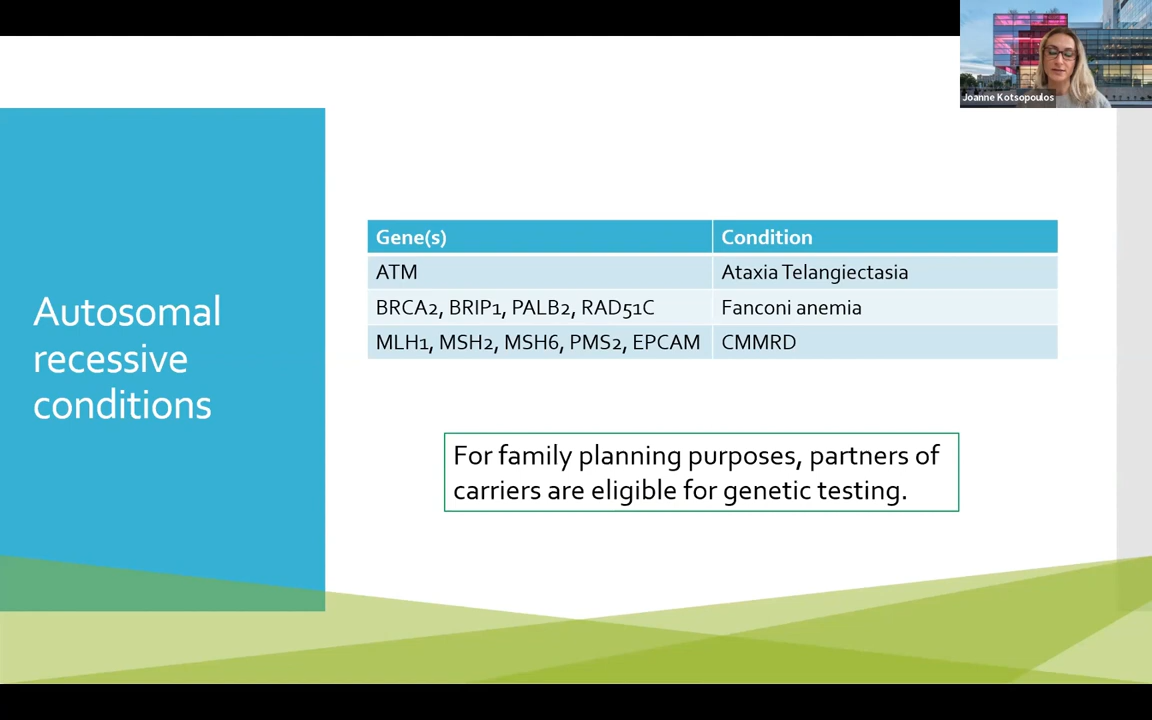 Joanne Kotsopoulos
Autosomal
recessive
conditions
Gene(s) Condition
ATM Ataxia Telangiectasia
BRCA2, BRIP1, PALB2, RAD51C Fanconi anemia
MLH1, MSH2, MSH6, PMS2, EPCAM CMMRD
For family planning purposes, partners of
carriers are eligible for genetic testing.